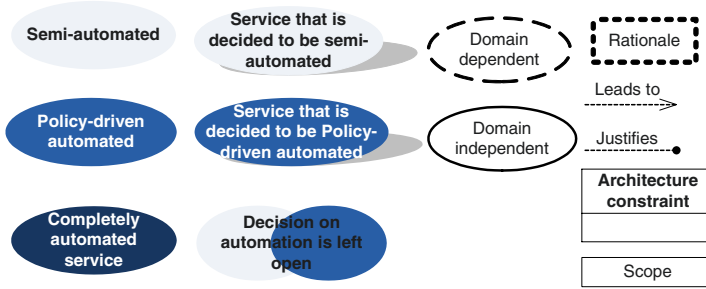 Semi-automated
Service that is
decided to be semi-
automated
Domain
dependent
Rationale
Leads to
Policy-driven
automated
Service that is
decided to be Policy-
driven automated
Domain
independent
Justifies
Architecture
constraint
Completely
automated
service
Decision on
automation is left
open
Scope